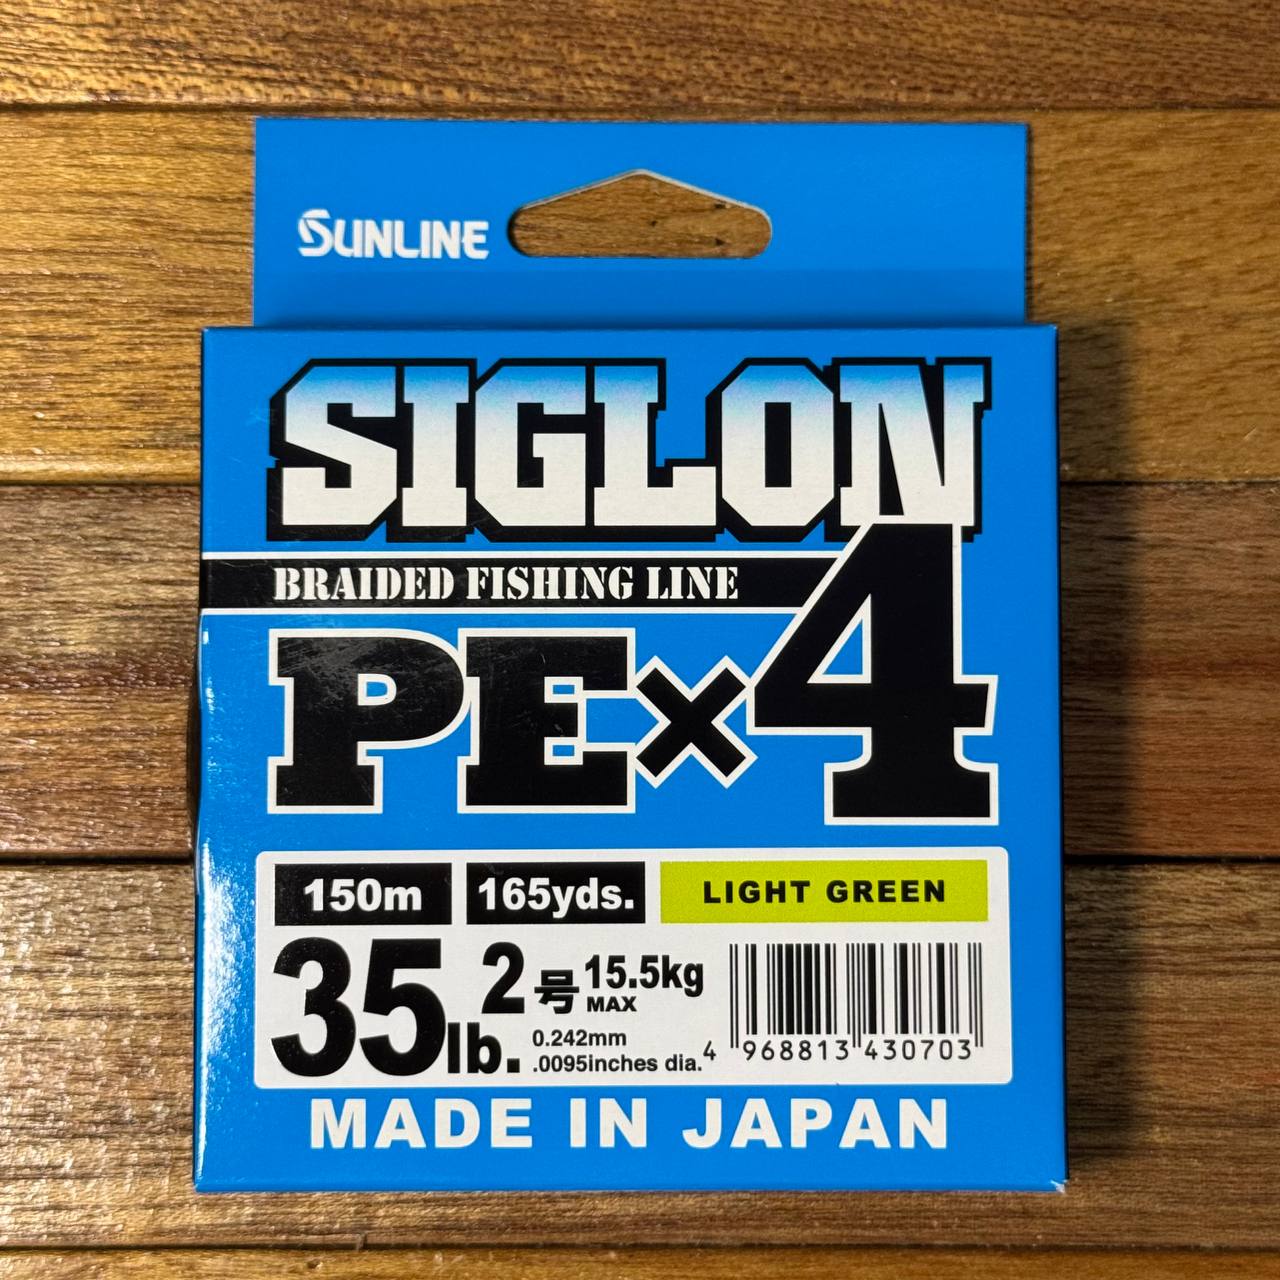 SUNLINE
SIGLON
BRAIDED FISHING LINE
PE×4
150m 165yds. LIGHT GREEN
35lb. 2号 15.5kg MAX
0.242mm
.0095inches dia.
4 968813 430703
MADE IN JAPAN